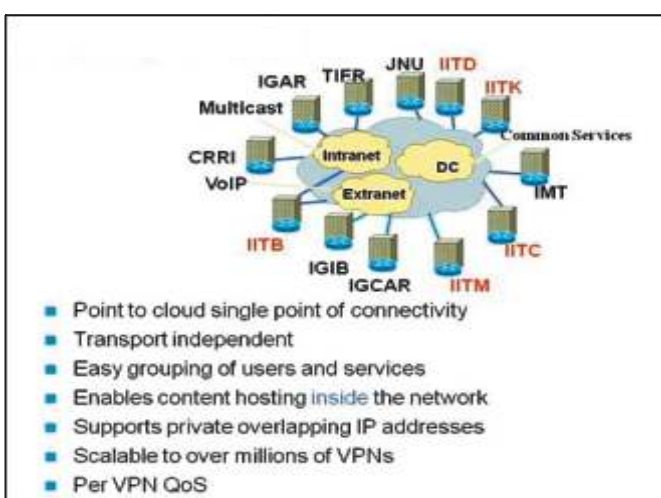 JNU IITD
IGAR TIFR IITK
Multicast
Common Services
CRRI Intranet DC
VoIP Extranet IMT
IITB IITC
IGIB
IGCAR IITM
Point to cloud single point of connectivity
Transport independent
Easy grouping of users and services
Enables content hosting inside the network
Supports private overlapping IP addresses
Scalable to over millions of VPNs
Per VPN QoS